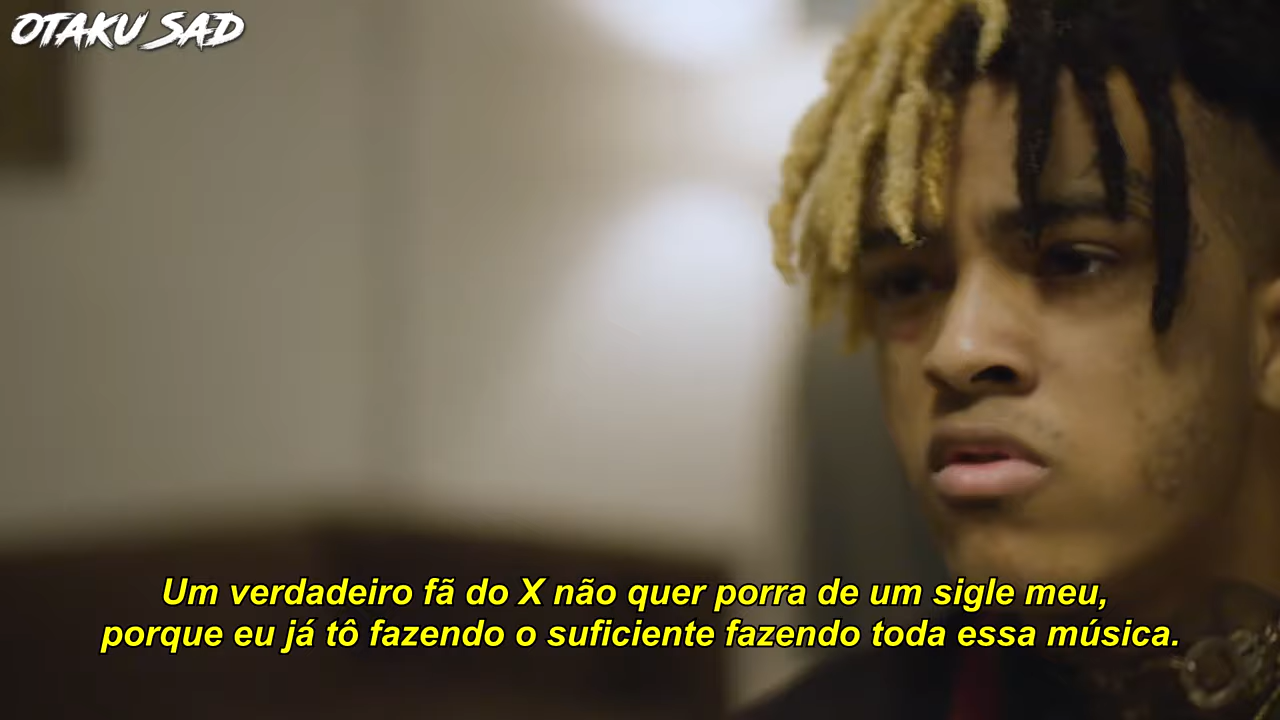 OTAKU SAD
Um verdadeiro fã do X não quer porra de um sigle meu,
porque eu já tô fazendo o suficiente fazendo toda essa música.